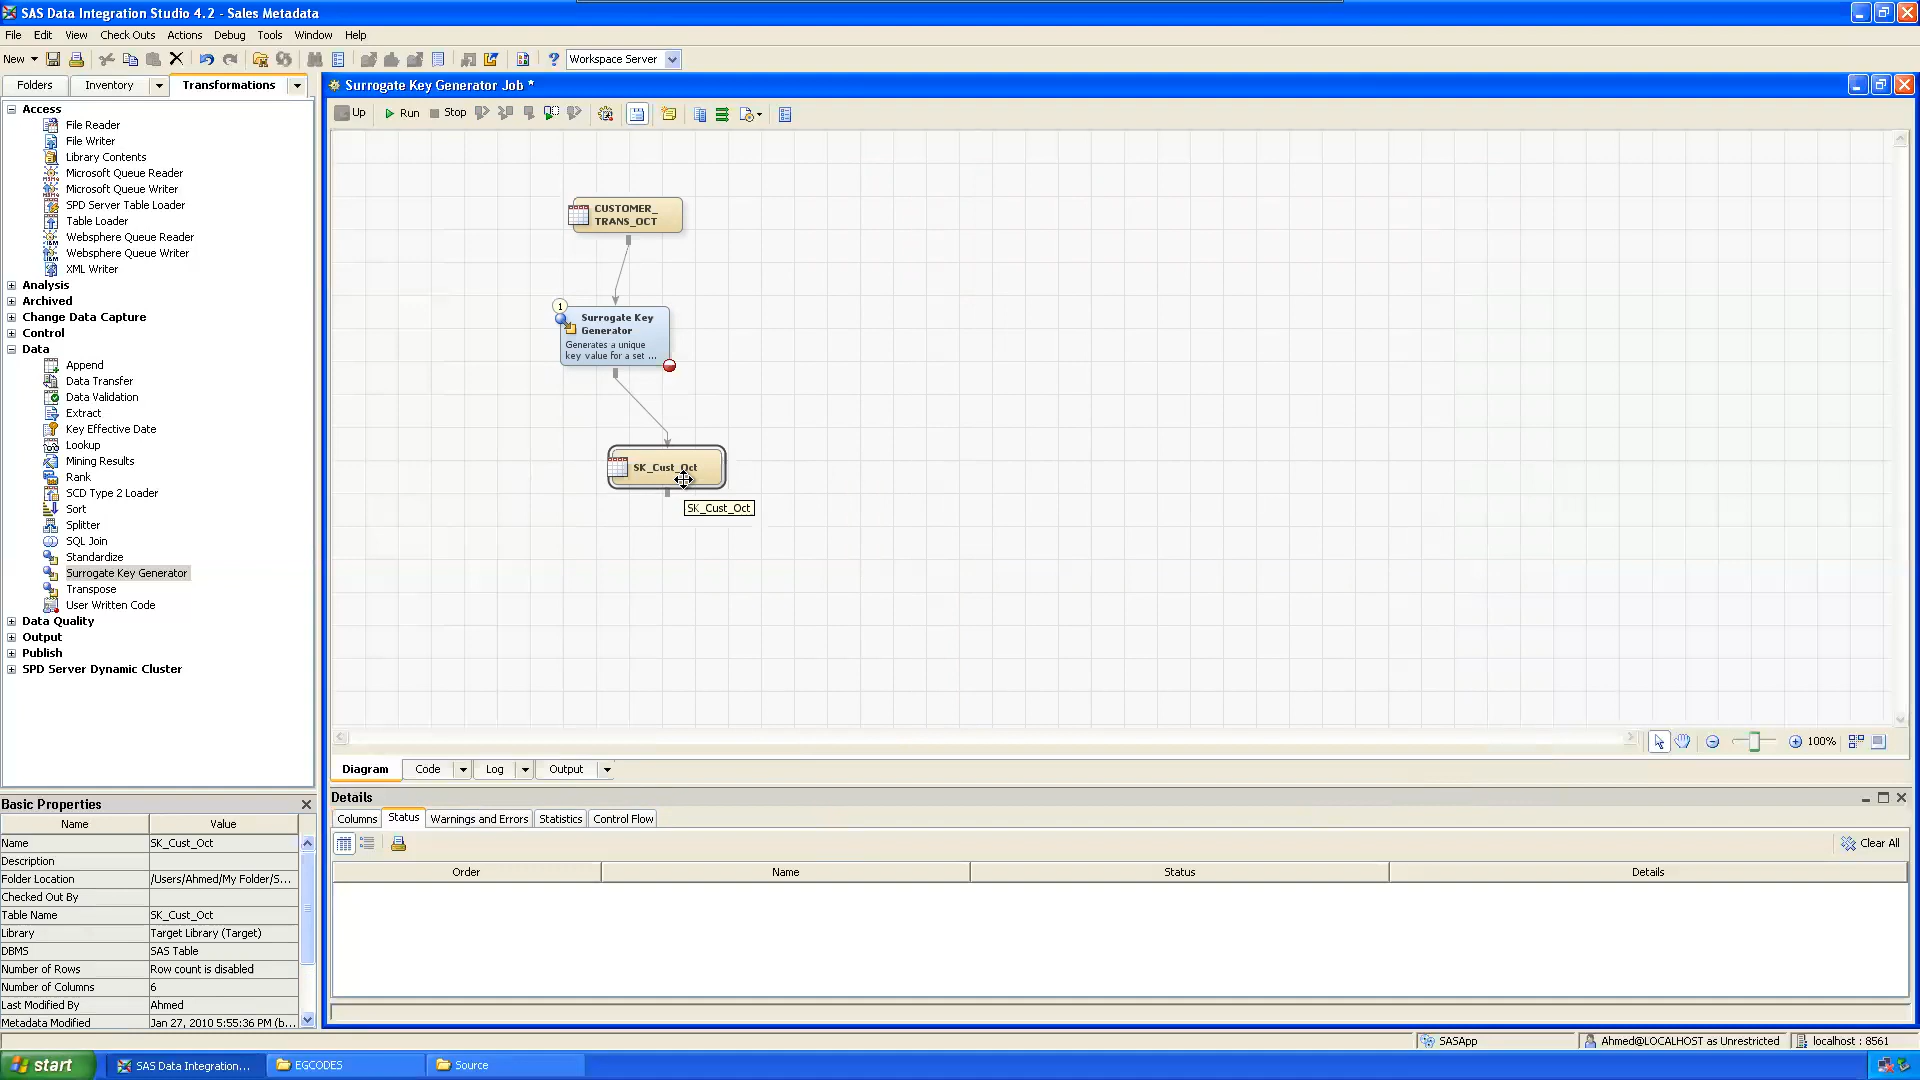 SAS Data Integration Studio 4.2 - Sales Metadata
File Edit View Check Outs Actions Debug Tools Window Help
New Workspace Server
Folders Inventory Transformations
Access
File Reader
File Writer
Library Contents
Microsoft Queue Reader
Microsoft Queue Writer
SPD Server Table Loader
Table Loader
Websphere Queue Reader
Websphere Queue Writer
XML Writer
Analysis
Archived
Change Data Capture
Control
Data
Append
Data Transfer
Data Validation
Extract
Key Effective Date
Lookup
Mining Results
Rank
SCD Type 2 Loader
Sort
Splitter
SQL Join
Standardize
Surrogate Key Generator
Transpose
User Written Code
Data Quality
Output
Publish
SPD Server Dynamic Cluster
Surrogate Key Generator Job *
Up Run Stop
CUSTOMER_
TRANS_OCT
1
Surrogate Key
Generator
Generates a unique
key value for a set ...
SK_Cust_Oct
SK_Cust_Oct
100%
Diagram Code Log Output
Basic Properties
Name Value
Name SK_Cust_Oct
Description
Folder Location /Users/Ahmed/My Folder/S...
Checked Out By
Table Name SK_Cust_Oct
Library Target Library (Target)
DBMS SAS Table
Number of Rows Row count is disabled
Number of Columns 6
Last Modified By Ahmed
Metadata Modified Jan 27, 2010 5:55:36 PM (b...
Details
Columns Status Warnings and Errors Statistics Control Flow
Clear All
Order Name Status Details
SASApp Ahmed@LOCALHOST as Unrestricted localhost : 8561
start SAS Data Integration... EGCODES Source